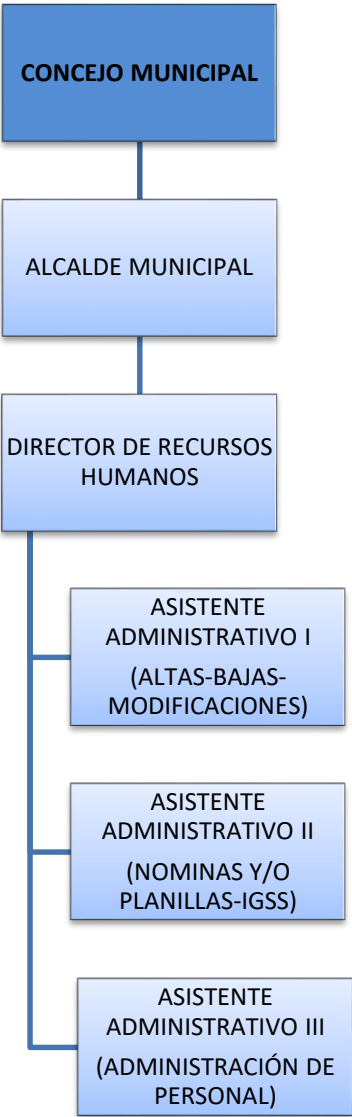 CONCEJO MUNICIPAL
ALCALDE MUNICIPAL
DIRECTOR DE RECURSOS
HUMANOS
ASISTENTE
ADMINISTRATIVO I
(ALTAS-BAJAS-
MODIFICACIONES)
ASISTENTE
ADMINISTRATIVO II
(NOMINAS Y/O
PLANILLAS-IGSS)
ASISTENTE
ADMINISTRATIVO III
(ADMINISTRACIÓN DE
PERSONAL)